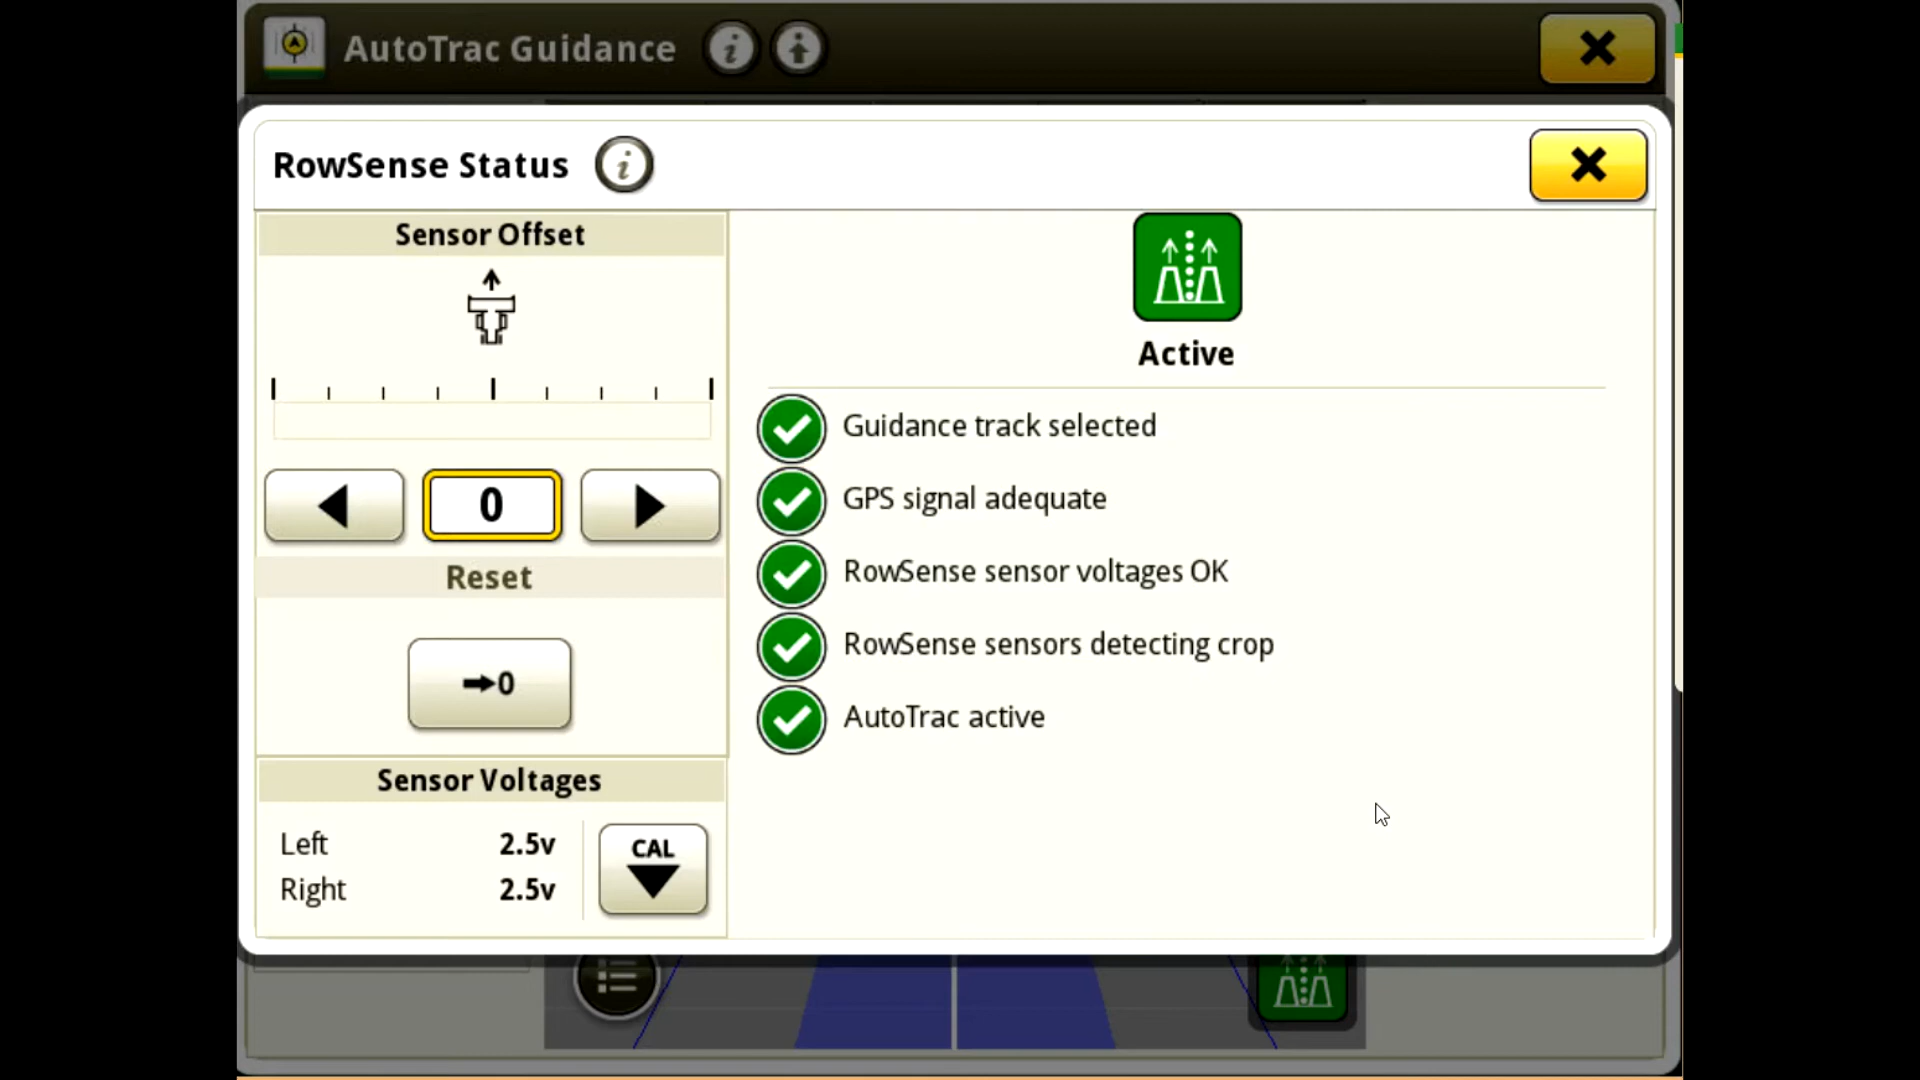 AutoTrac Guidance
RowSense Status
Sensor Offset
0
Reset
0
Sensor Voltages
Left 2.5v
Right 2.5v
CAL
Active
Guidance track selected
GPS signal adequate
RowSense sensor voltages OK
RowSense sensors detecting crop
AutoTrac active